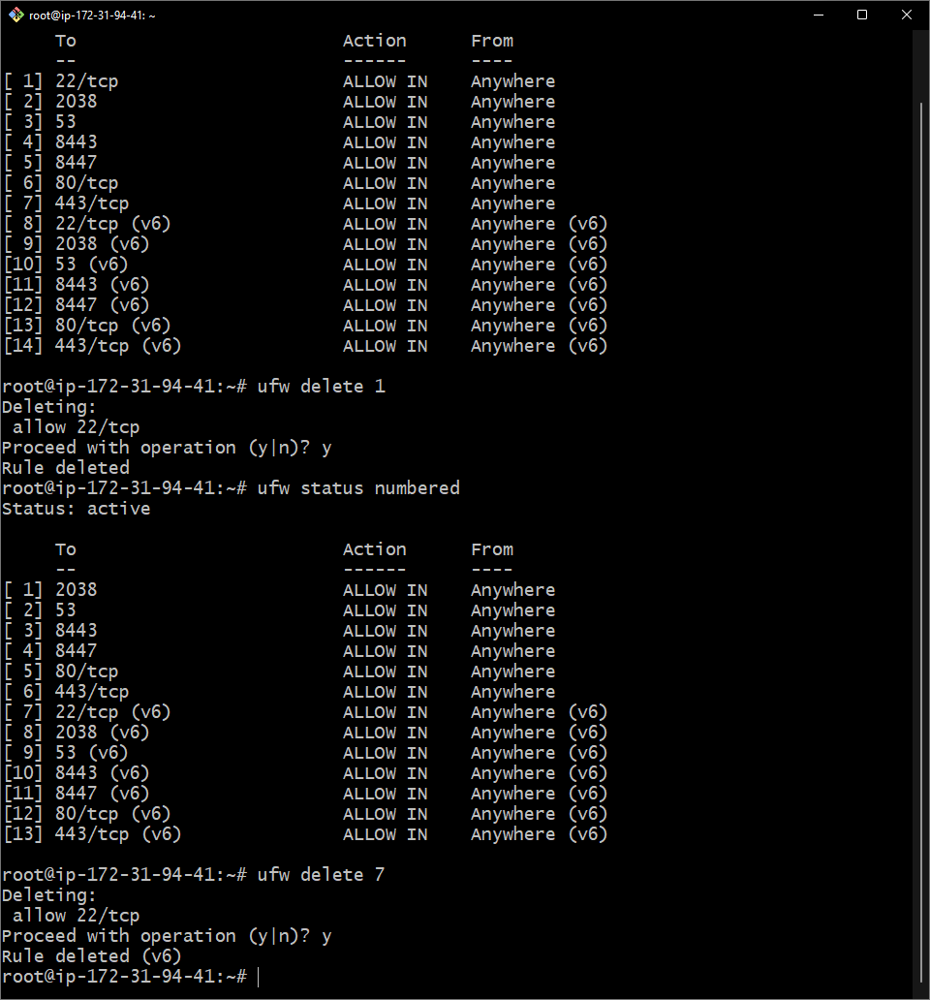 root@ip-172-31-94-41: ~
To Action From
-- ------ ----
[ 1] 22/tcp ALLOW IN Anywhere
[ 2] 2038 ALLOW IN Anywhere
[ 3] 53 ALLOW IN Anywhere
[ 4] 8443 ALLOW IN Anywhere
[ 5] 8447 ALLOW IN Anywhere
[ 6] 80/tcp ALLOW IN Anywhere
[ 7] 443/tcp ALLOW IN Anywhere
[ 8] 22/tcp (v6) ALLOW IN Anywhere (v6)
[ 9] 2038 (v6) ALLOW IN Anywhere (v6)
[10] 53 (v6) ALLOW IN Anywhere (v6)
[11] 8443 (v6) ALLOW IN Anywhere (v6)
[12] 8447 (v6) ALLOW IN Anywhere (v6)
[13] 80/tcp (v6) ALLOW IN Anywhere (v6)
[14] 443/tcp (v6) ALLOW IN Anywhere (v6)
root@ip-172-31-94-41:~# ufw delete 1
Deleting:
allow 22/tcp
Proceed with operation (y|n)? y
Rule deleted
root@ip-172-31-94-41:~# ufw status numbered
Status: active
To Action From
-- ------ ----
[ 1] 2038 ALLOW IN Anywhere
[ 2] 53 ALLOW IN Anywhere
[ 3] 8443 ALLOW IN Anywhere
[ 4] 8447 ALLOW IN Anywhere
[ 5] 80/tcp ALLOW IN Anywhere
[ 6] 443/tcp ALLOW IN Anywhere
[ 7] 22/tcp (v6) ALLOW IN Anywhere (v6)
[ 8] 2038 (v6) ALLOW IN Anywhere (v6)
[ 9] 53 (v6) ALLOW IN Anywhere (v6)
[10] 8443 (v6) ALLOW IN Anywhere (v6)
[11] 8447 (v6) ALLOW IN Anywhere (v6)
[12] 80/tcp (v6) ALLOW IN Anywhere (v6)
[13] 443/tcp (v6) ALLOW IN Anywhere (v6)
root@ip-172-31-94-41:~# ufw delete 7
Deleting:
allow 22/tcp
Proceed with operation (y|n)? y
Rule deleted (v6)
root@ip-172-31-94-41:~#